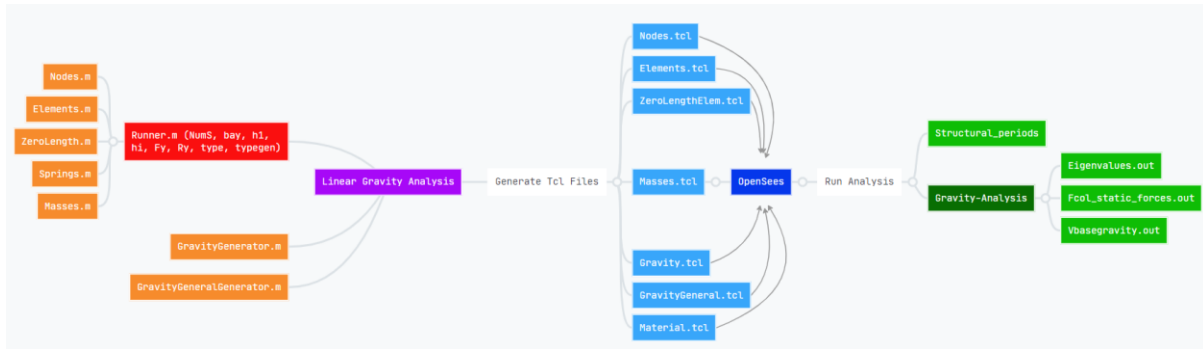 Nodes.m
Elements.m
ZeroLength.m
Springs.m
Masses.m
Runner.m (NumS, bay, h1,
hi, Fy, Ry, type, typegen)
GravityGenerator.m
GravityGeneralGenerator.m
Linear Gravity Analysis
Generate Tcl Files
Nodes.tcl
Elements.tcl
ZeroLengthElem.tcl
Masses.tcl
Gravity.tcl
GravityGeneral.tcl
Material.tcl
OpenSees
Run Analysis
Structural_periods
Gravity-Analysis
Eigenvalues.out
Fcol_static_forces.out
Vbasegravity.out